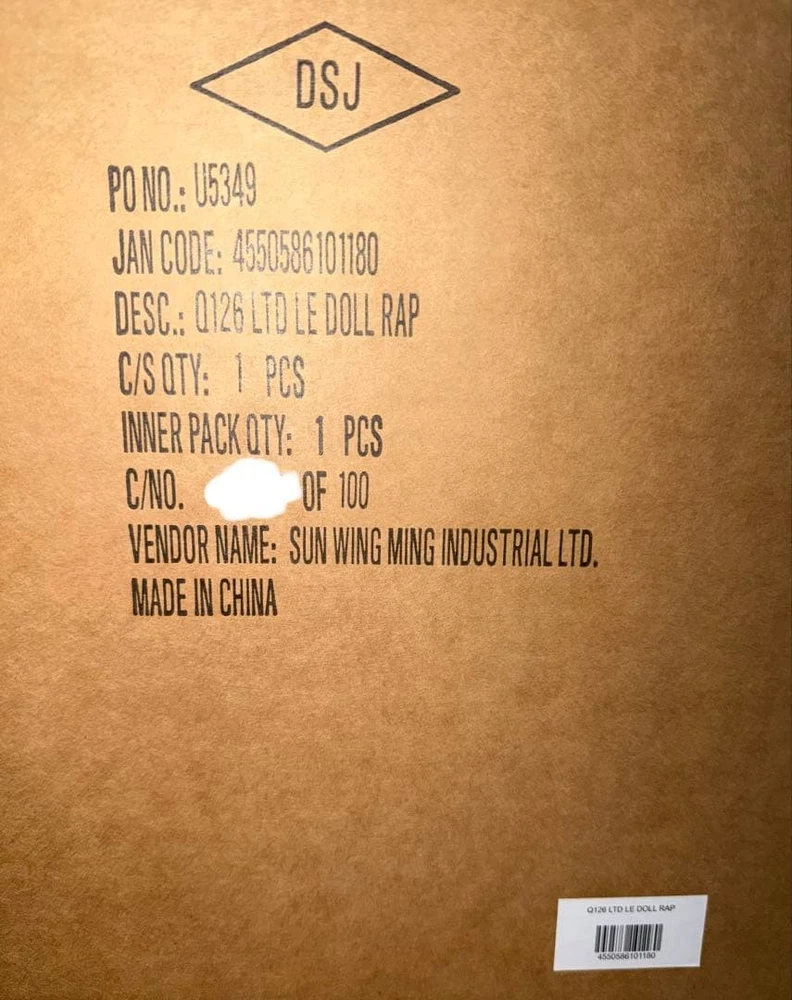 DSJ
PO NO.: U5349
JAN CODE: 4550586101180
DESC.: Q126 LTD LE DOLL RAP
C/S QTY: 1 PCS
INNER PACK QTY: 1 PCS
C/NO. OF 100
VENDOR NAME: SUN WING MING INDUSTRIAL LTD.
MADE IN CHINA
Q126 LTD LE DOLL RAP
4550586101180